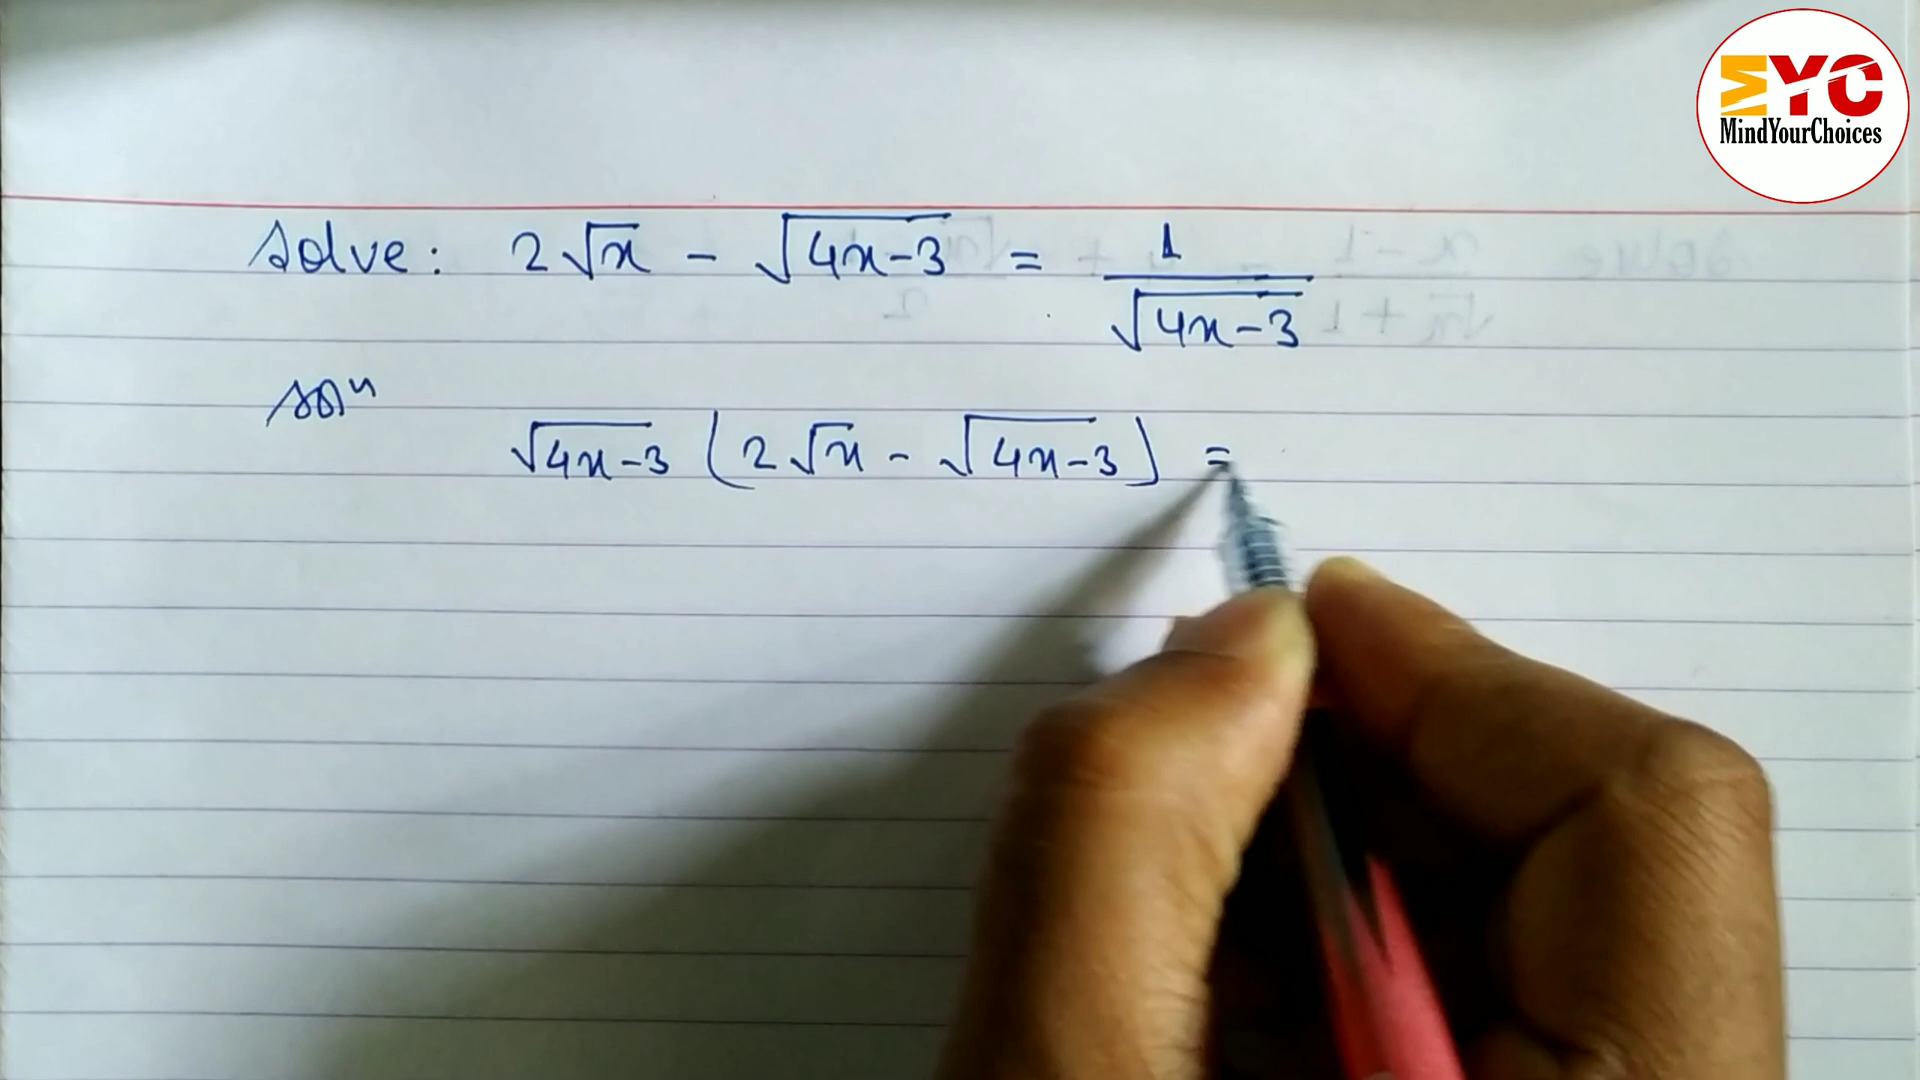 MYC
MindYourChoices
Solve: 2√x - √(4x-3) = 1/√(4x-3)
Solⁿ
√(4x-3) (2√x - √(4x-3)) =